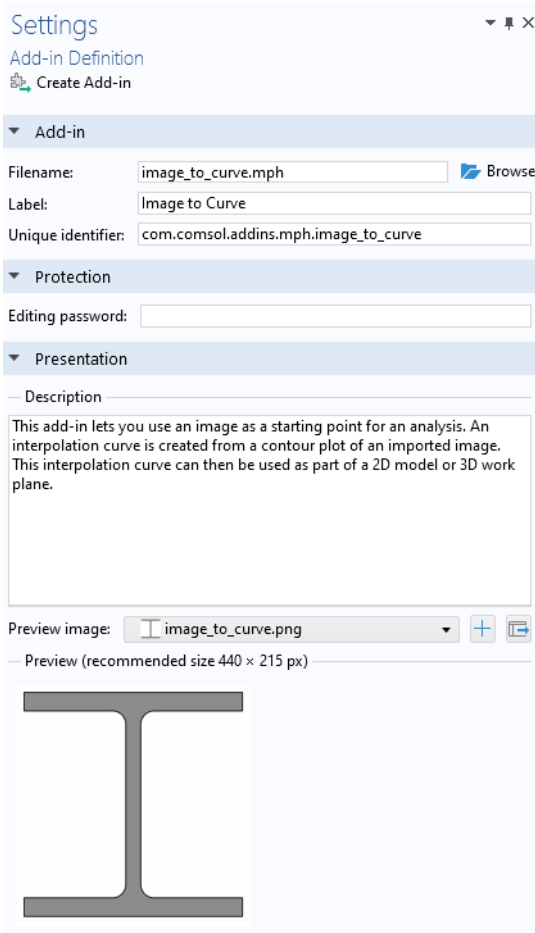 Settings
Add-in Definition
Create Add-in
Add-in
Filename: image_to_curve.mph Browse
Label: Image to Curve
Unique identifier: com.comsol.addins.mph.image_to_curve
Protection
Editing password:
Presentation
Description
This add-in lets you use an image as a starting point for an analysis. An
interpolation curve is created from a contour plot of an imported image.
This interpolation curve can then be used as part of a 2D model or 3D work
plane.
Preview image: image_to_curve.png
Preview (recommended size 440 × 215 px)